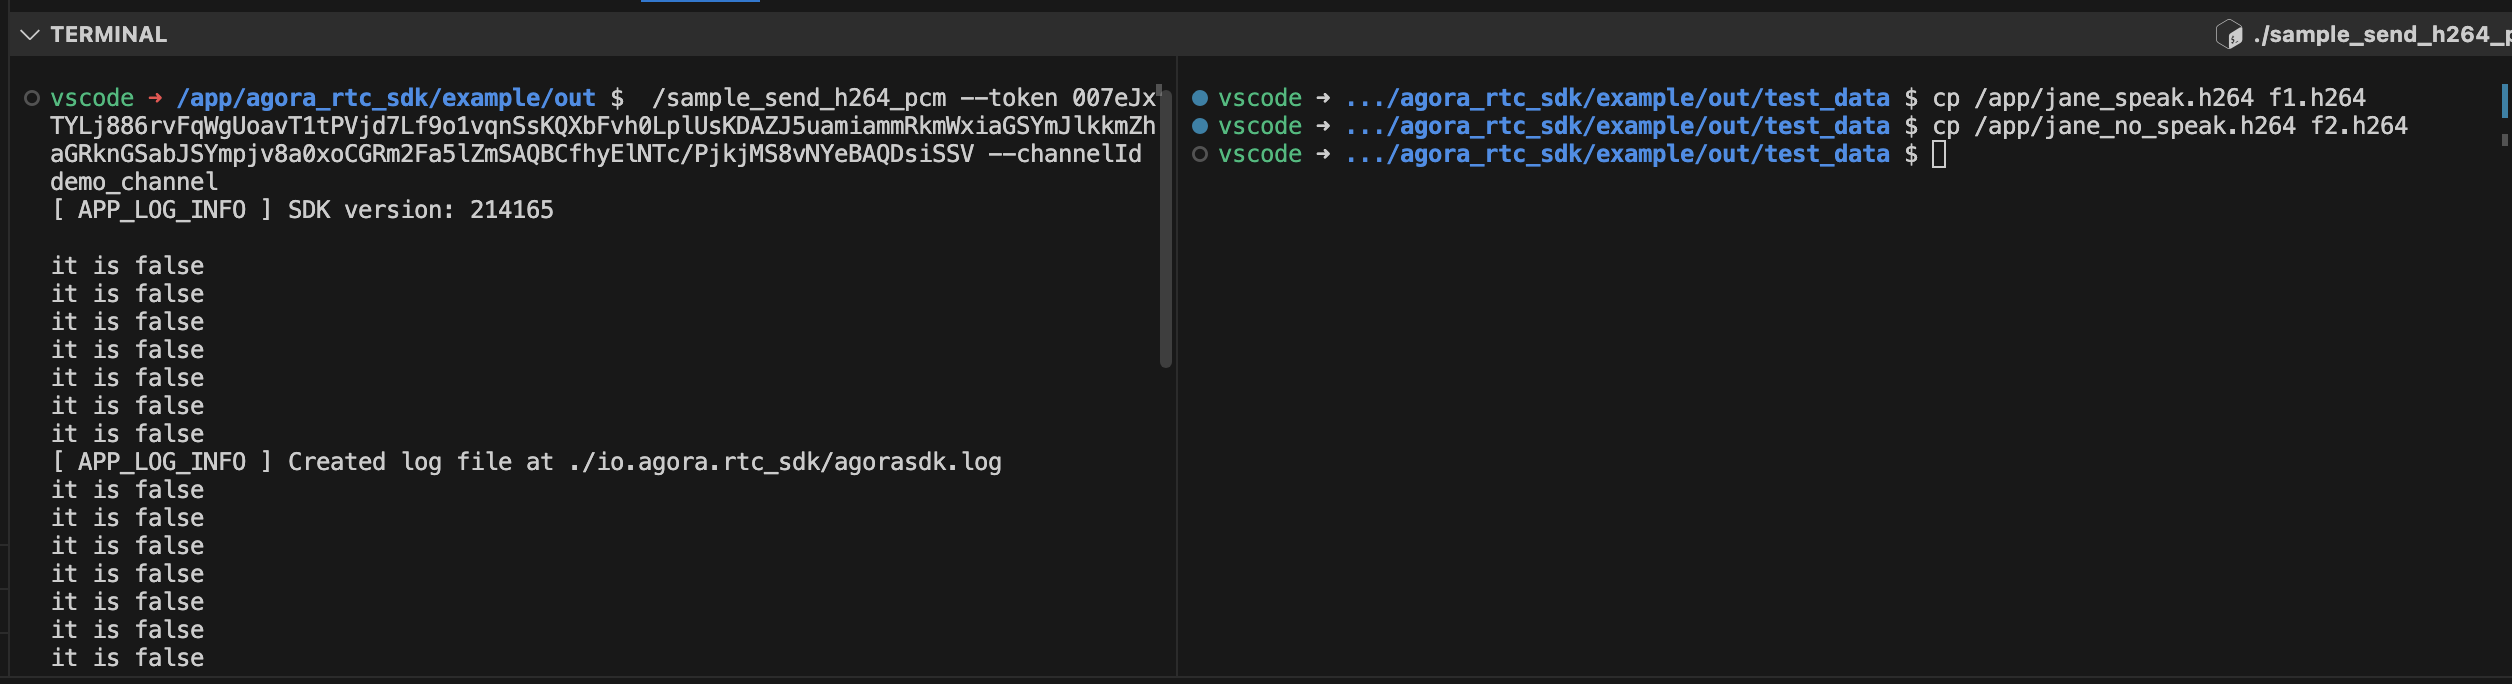 TERMINAL
./sample_send_h264_p
vscode → /app/agora_rtc_sdk/example/out $  /sample_send_h264_pcm --token 007eJx
TYLj886rvFqWgUoavT1tPVjd7Lf9o1vqnSsKQXbFvh0LplUsKDAZJ5uamiammRkmWxiaGSYmJlkkmZh
aGRknGSabJSYmpjv8a0xoCGRm2Fa5lZmSAQBCfhyElNTc/PjkjMS8vNYeBAQDsiSSV --channelId
demo_channel
[ APP_LOG_INFO ] SDK version: 214165
it is false
it is false
it is false
it is false
it is false
it is false
it is false
[ APP_LOG_INFO ] Created log file at ./io.agora.rtc_sdk/agorasdk.log
it is false
it is false
it is false
it is false
it is false
it is false
it is false
vscode → .../agora_rtc_sdk/example/out/test_data $ cp /app/jane_speak.h264 f1.h264
vscode → .../agora_rtc_sdk/example/out/test_data $ cp /app/jane_no_speak.h264 f2.h264
vscode → .../agora_rtc_sdk/example/out/test_data $